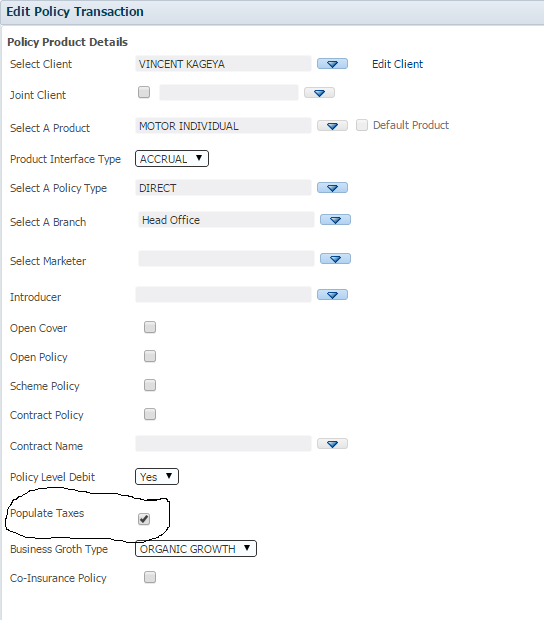 Edit Policy Transaction
Policy Product Details
Select Client VINCENT KAGEYA Edit Client
Joint Client
Select A Product MOTOR INDIVIDUAL Default Product
Product Interface Type ACCRUAL
Select A Policy Type DIRECT
Select A Branch Head Office
Select Marketer
Introducer
Open Cover
Open Policy
Scheme Policy
Contract Policy
Contract Name
Policy Level Debit Yes
Populate Taxes
Business Groth Type ORGANIC GROWTH
Co-Insurance Policy